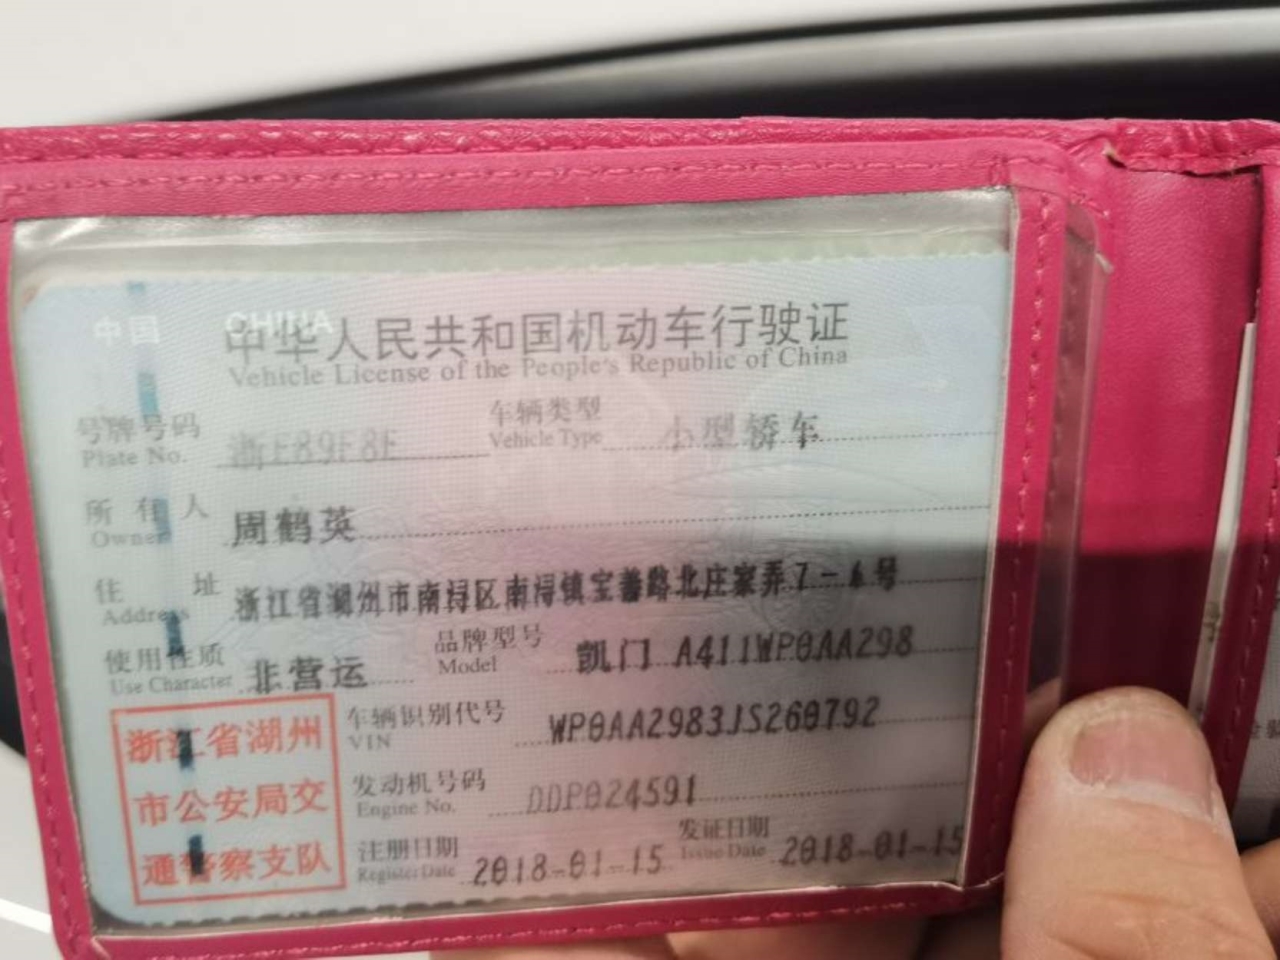 中国 CHINA
中华人民共和国机动车行驶证
Vehicle License of the People's Republic of China
号牌号码 浙E89F8E 车辆类型 小型轿车
Plate No. Vehicle Type
所有人 周鹤英
Owner
住址 浙江省湖州市南浔区南浔镇宝善路北庄家弄7-6号
Address
使用性质 非营运 品牌型号 凯门 A411WP0AA298
Use Character Model
浙江省湖州
市公安局交
通警察支队
车辆识别代号 WP0AA2983JS260792
VIN
发动机号码 DDP024591
Engine No.
注册日期 2018-01-15 发证日期 2018-01-15
Register Date Issue Date